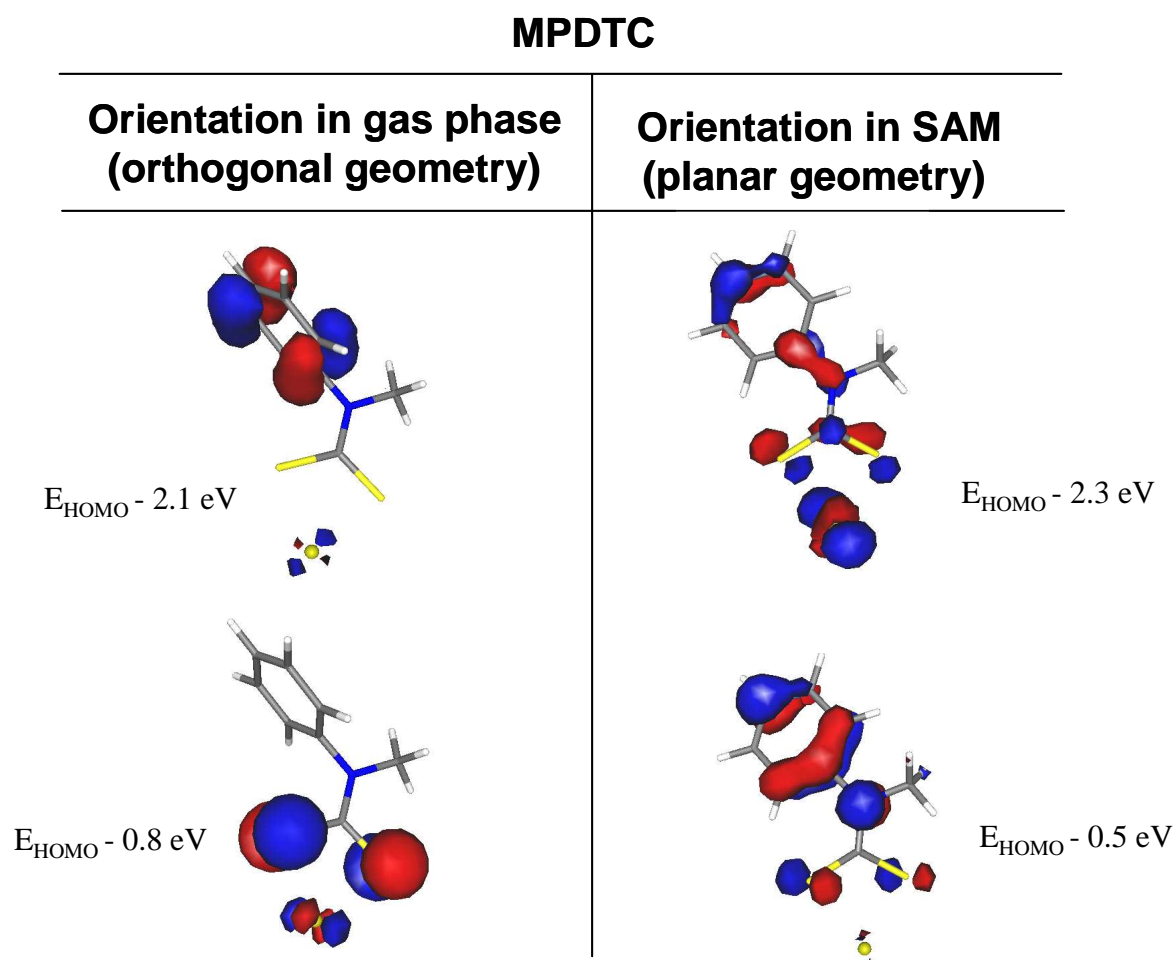 MPDTC
Orientation in gas phase
(orthogonal geometry)
Orientation in SAM
(planar geometry)
E_HOMO - 2.1 eV
E_HOMO - 2.3 eV
E_HOMO - 0.8 eV
E_HOMO - 0.5 eV